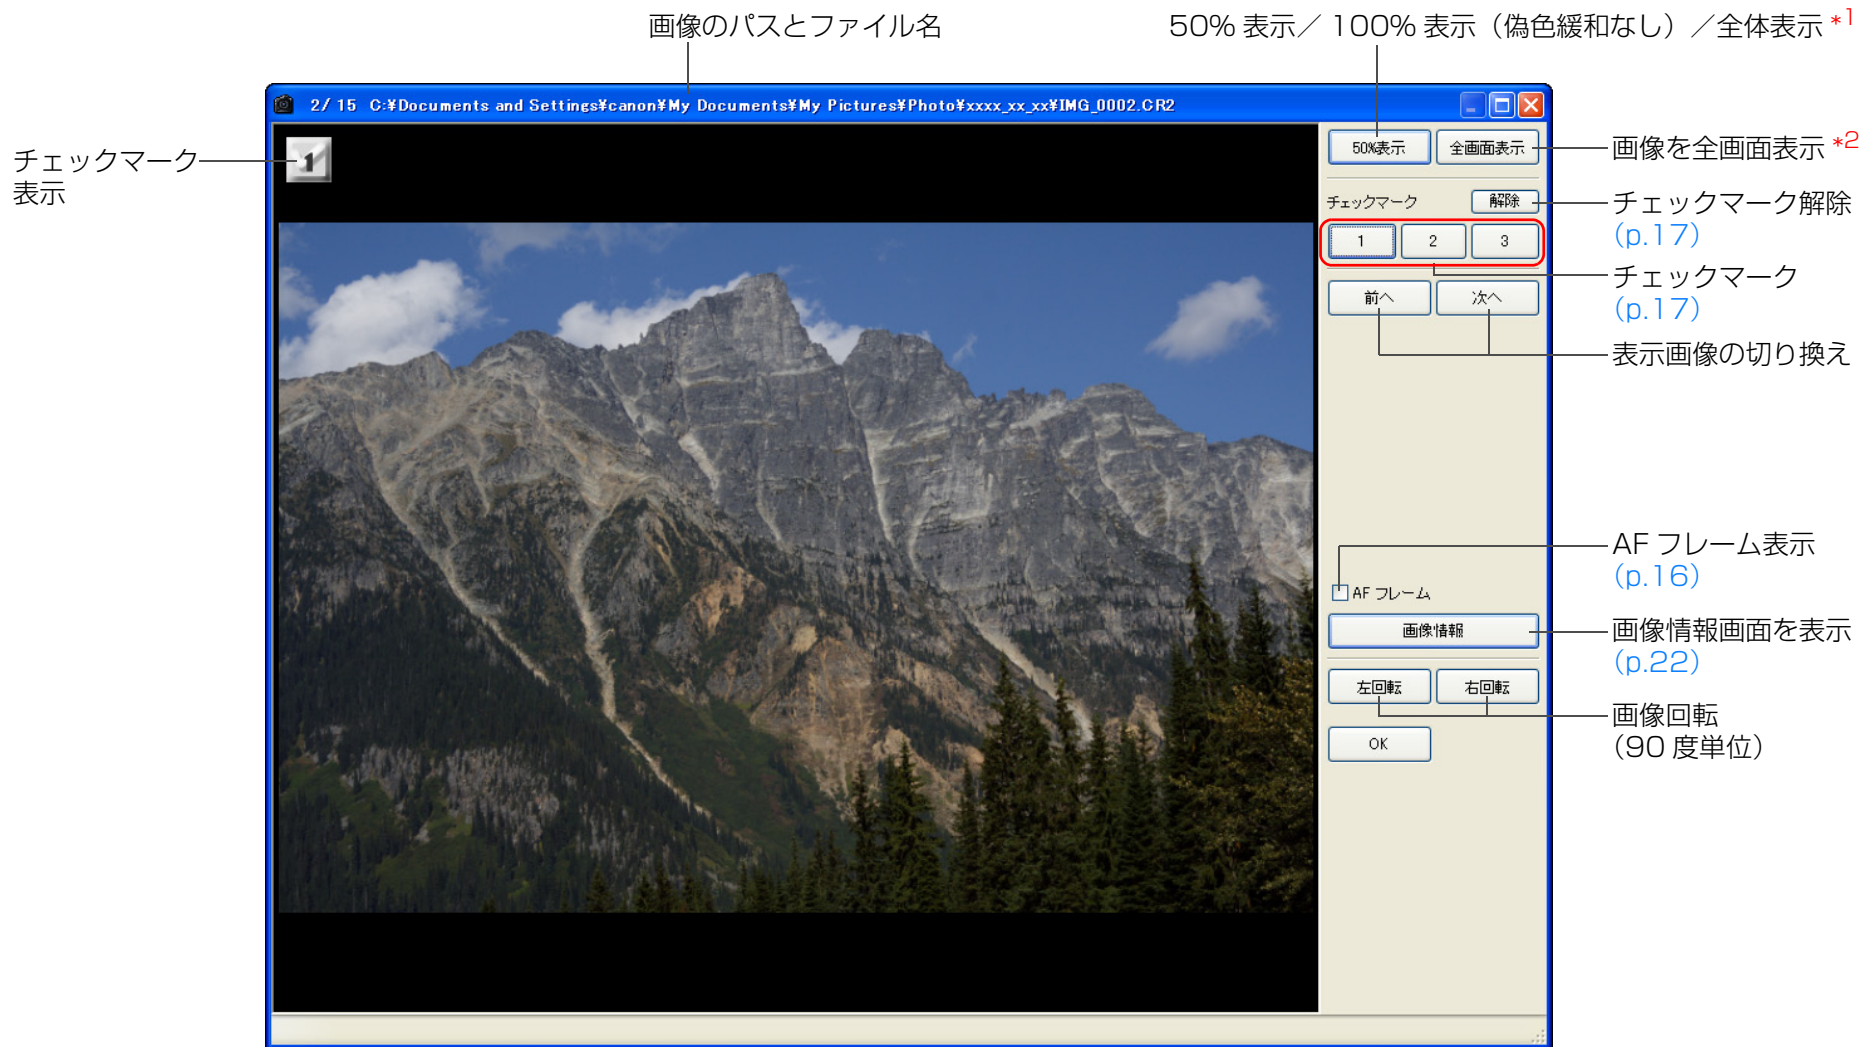 画像のパスとファイル名
50% 表示／ 100% 表示（偽色緩和なし）／全体表示 *1
2/ 15 C:¥Documents and Settings¥canon¥My Documents¥My Pictures¥Photo¥xxxx_xx_xx¥IMG_0002.CR2
チェックマーク
表示
1
50%表示
全画面表示
画像を全画面表示 *2
チェックマーク
解除
チェックマーク解除
（p.17）
1
2
3
チェックマーク
（p.17）
前へ
次へ
表示画像の切り換え
AF フレーム表示
（p.16）
AF フレーム
画像情報
画像情報画面を表示
（p.22）
左回転
右回転
画像回転
（90 度単位）
OK